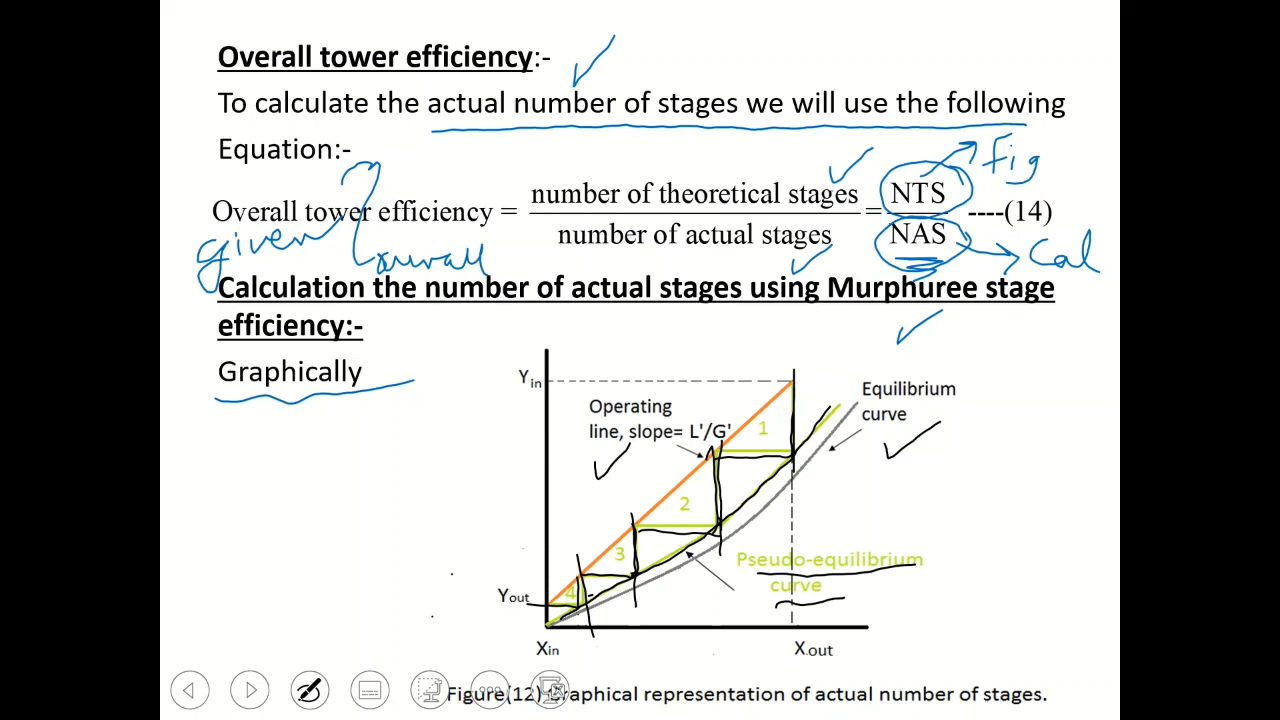 Overall tower efficiency:-
To calculate the actual number of stages we will use the following
Equation:-
Fig
Overall tower efficiency = number of theoretical stages / number of actual stages = NTS / NAS ----(14)
given
overall
Cal
Calculation the number of actual stages using Murphuree stage
efficiency:-
Graphically
Yin
Operating
line, slope= L'/G'
Equilibrium
curve
1
2
3
4
Pseudo-equilibrium
curve
Yout
Xin
X.out
Figure(12) Graphical representation of actual number of stages.